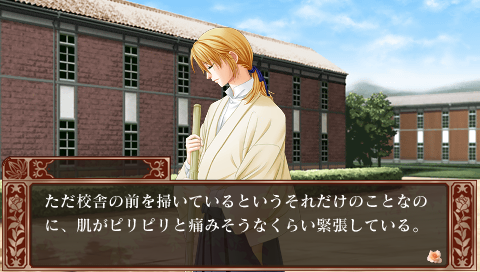 ただ校舎の前を掃いているというそれだけのことなの
に、肌がピリピリと痛みそうなくらい緊張している。